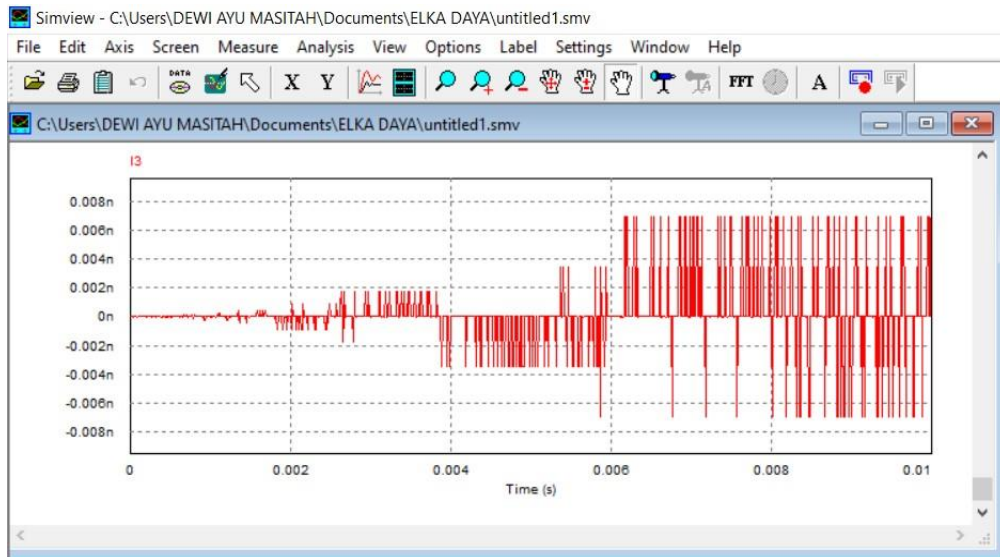 Simview - C:\Users\DEWI AYU MASITAH\Documents\ELKA DAYA\untitled1.smv
File Edit Axis Screen Measure Analysis View Options Label Settings Window Help
DATA X Y FFT A
C:\Users\DEWI AYU MASITAH\Documents\ELKA DAYA\untitled1.smv
I3
0.008n
0.006n
0.004n
0.002n
0n
-0.002n
-0.004n
-0.006n
-0.008n
0 0.002 0.004 0.006 0.008 0.01
Time (s)